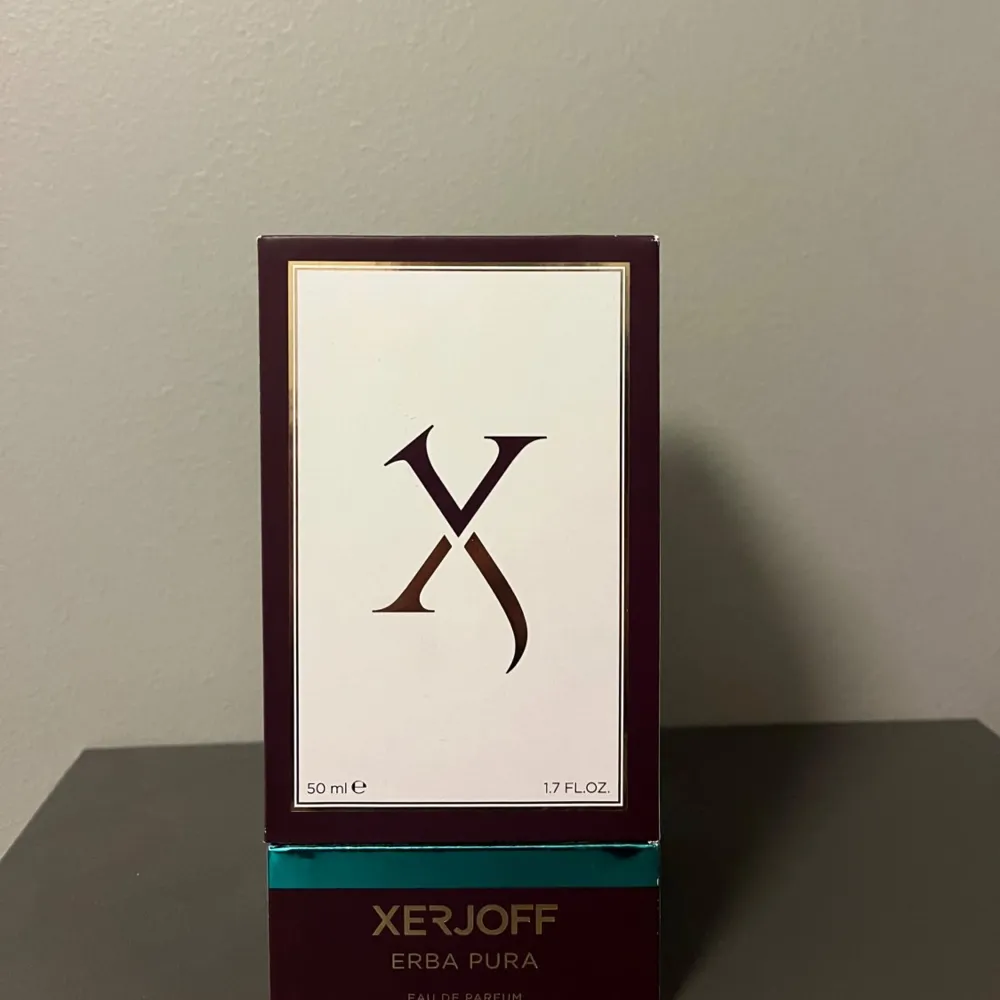 X
50 ml ℮
1.7 FL.OZ.
XERJOFF
ERBA PURA
EAU DE PARFUM